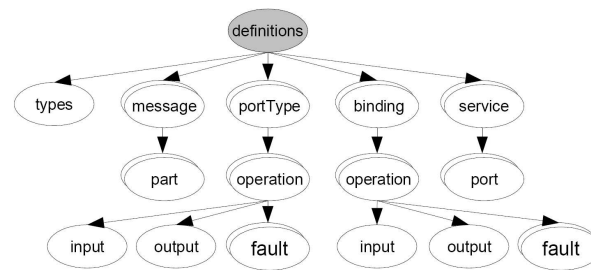 definitions
types message portType binding service
part operation operation port
input output fault input output fault